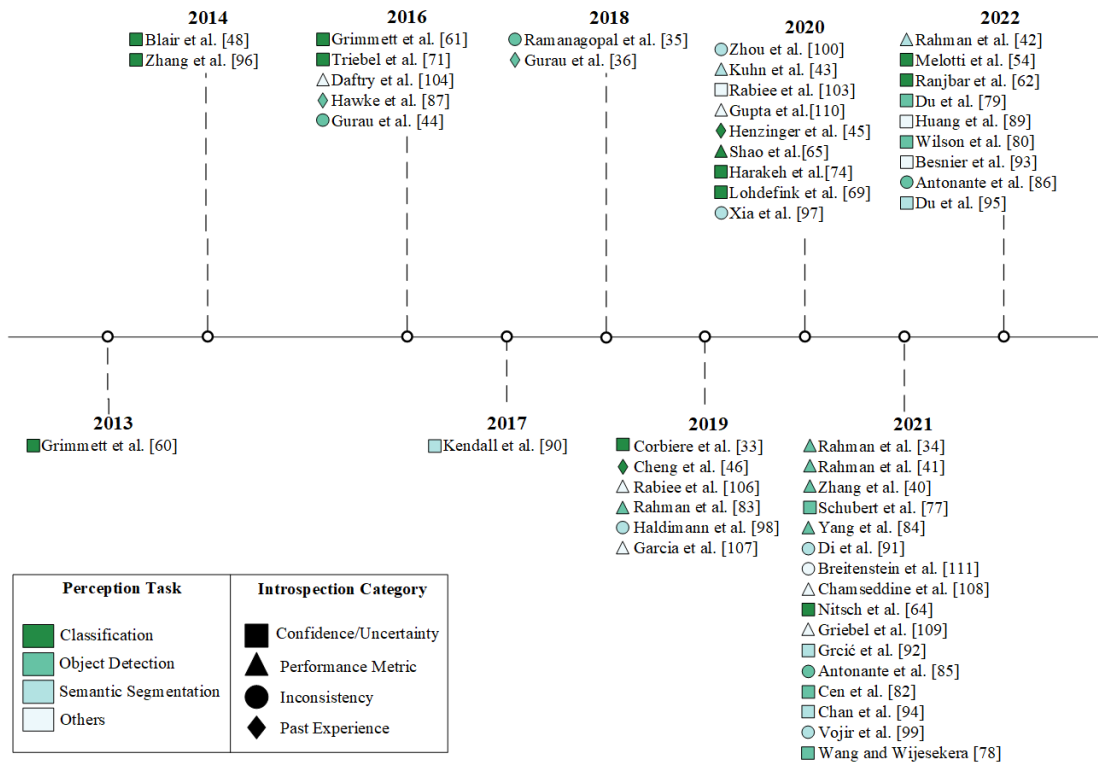 2014
Blair et al. [48]
Zhang et al. [96]
2016
Grimmett et al. [61]
Triebel et al. [71]
Daftry et al. [104]
Hawke et al. [87]
Gurau et al. [44]
2018
Ramanagopal et al. [35]
Gurau et al. [36]
2020
Zhou et al. [100]
Kuhn et al. [43]
Rabiee et al. [103]
Gupta et al. [110]
Henzinger et al. [45]
Shao et al.[65]
Harakeh et al.[74]
Lohdefink et al. [69]
Xia et al. [97]
2022
Rahman et al. [42]
Melotti et al. [54]
Ranjbar et al. [62]
Du et al. [79]
Huang et al. [89]
Wilson et al. [80]
Besnier et al. [93]
Antonante et al. [86]
Du et al. [95]
2013
Grimmett et al. [60]
2017
Kendall et al. [90]
2019
Corbiere et al. [33]
Cheng et al. [46]
Rabiee et al. [106]
Rahman et al. [83]
Haldimann et al. [98]
Garcia et al. [107]
2021
Rahman et al. [34]
Rahman et al. [41]
Zhang et al. [40]
Schubert et al. [77]
Yang et al. [84]
Di et al. [91]
Breitenstein et al. [111]
Chamseddine et al. [108]
Nitsch et al. [64]
Griebel et al. [109]
Grcić et al. [92]
Antonante et al. [85]
Cen et al. [82]
Chan et al. [94]
Vojir et al. [99]
Wang and Wijesekera [78]
Perception Task
Classification
Object Detection
Semantic Segmentation
Others
Introspection Category
Confidence/Uncertainty
Performance Metric
Inconsistency
Past Experience